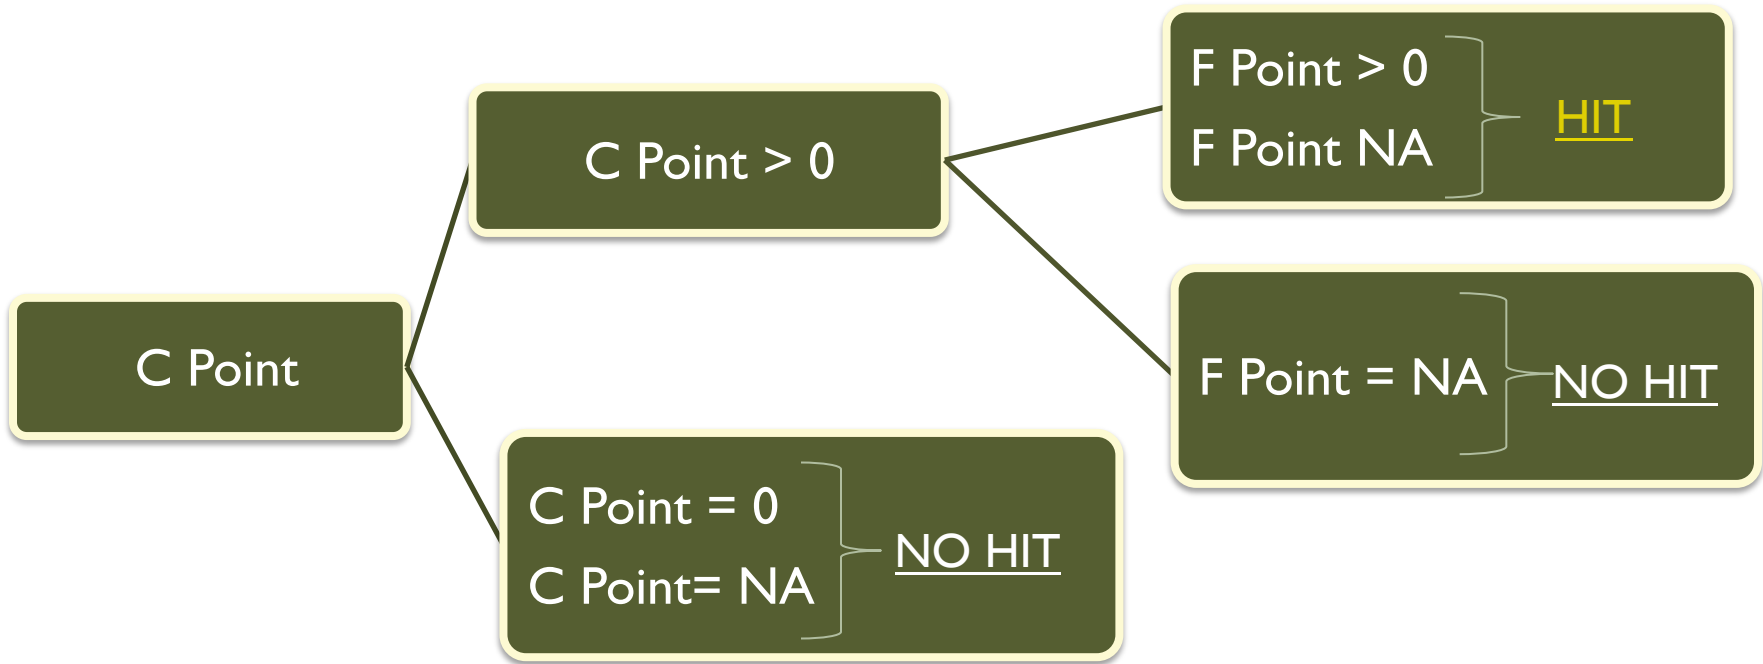 C Point
C Point > 0
F Point > 0
F Point NA
HIT
F Point = NA
NO HIT
C Point = 0
C Point= NA
NO HIT